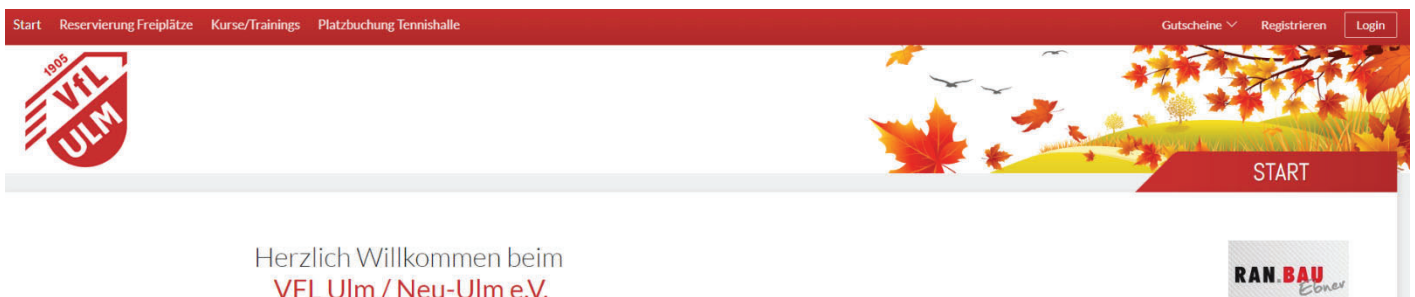 Start Reservierung Freiplätze Kurse/Trainings Platzbuchung Tennishalle Gutscheine Registrieren Login
1905
VfL
ULM
START
Herzlich Willkommen beim
VFL Ulm / Neu-Ulm e.V.
RAN.BAU
Ebner